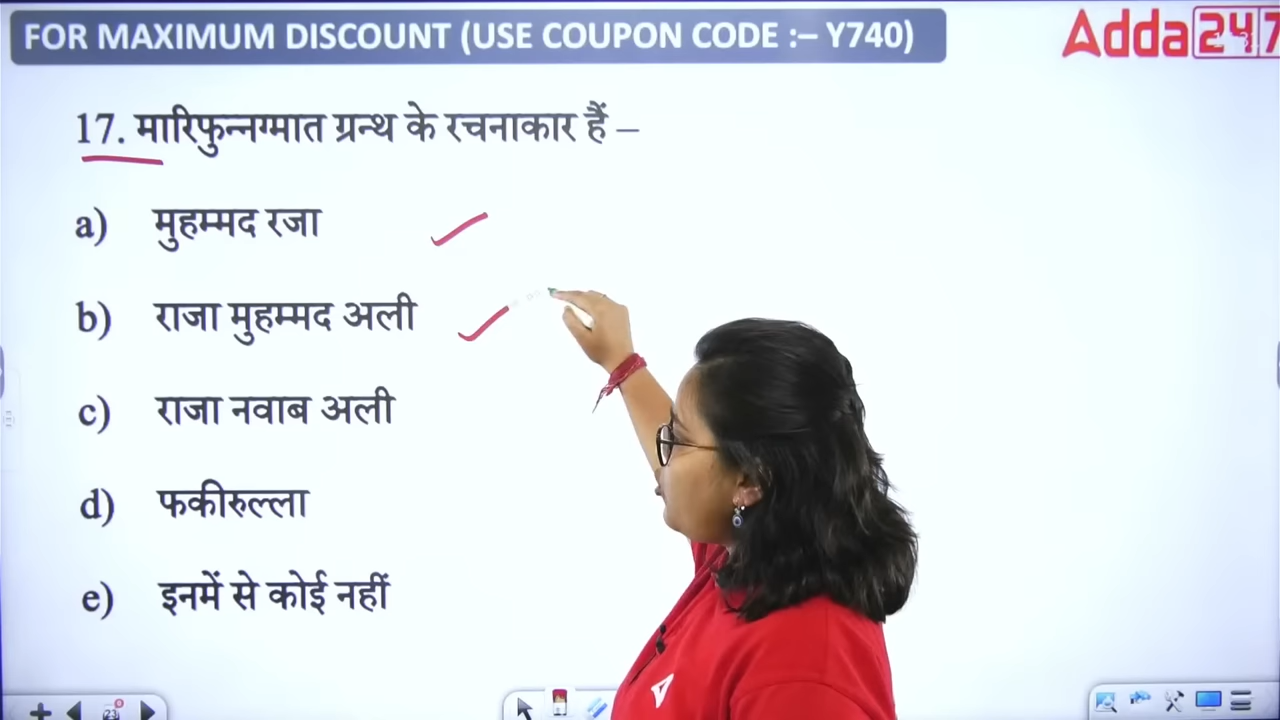 FOR MAXIMUM DISCOUNT (USE COUPON CODE :– Y740)
Adda247
17. मारिफुन्नग्मात ग्रन्थ के रचनाकार हैं –
a) मुहम्मद रजा
b) राजा मुहम्मद अली
c) राजा नवाब अली
d) फकीरुल्ला
e) इनमें से कोई नहीं
23